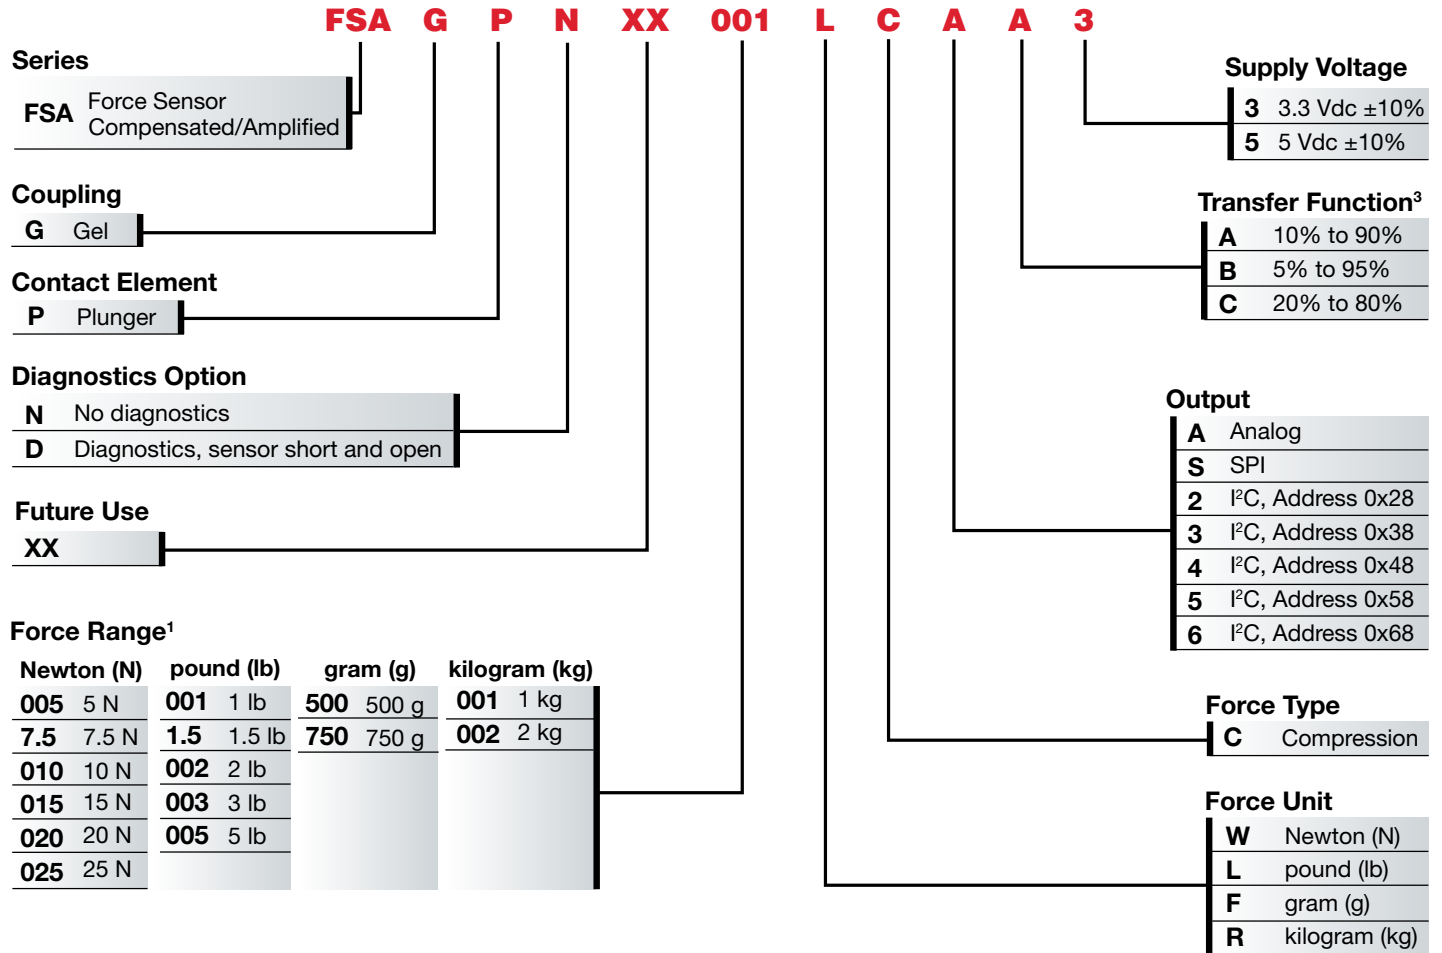 FSA G P N XX 001 L C A A 3
Series
FSA Force Sensor
Compensated/Amplified
Coupling
G Gel
Contact Element
P Plunger
Diagnostics Option
N No diagnostics
D Diagnostics, sensor short and open
Future Use
XX
Force Range¹
Newton (N) pound (lb) gram (g) kilogram (kg)
005 5 N 001 1 lb 500 500 g 001 1 kg
7.5 7.5 N 1.5 1.5 lb 750 750 g 002 2 kg
010 10 N 002 2 lb
015 15 N 003 3 lb
020 20 N 005 5 lb
025 25 N
Supply Voltage
3 3.3 Vdc ±10%
5 5 Vdc ±10%
Transfer Function³
A 10% to 90%
B 5% to 95%
C 20% to 80%
Output
A Analog
S SPI
2 I²C, Address 0x28
3 I²C, Address 0x38
4 I²C, Address 0x48
5 I²C, Address 0x58
6 I²C, Address 0x68
Force Type
C Compression
Force Unit
W Newton (N)
L pound (lb)
F gram (g)
R kilogram (kg)